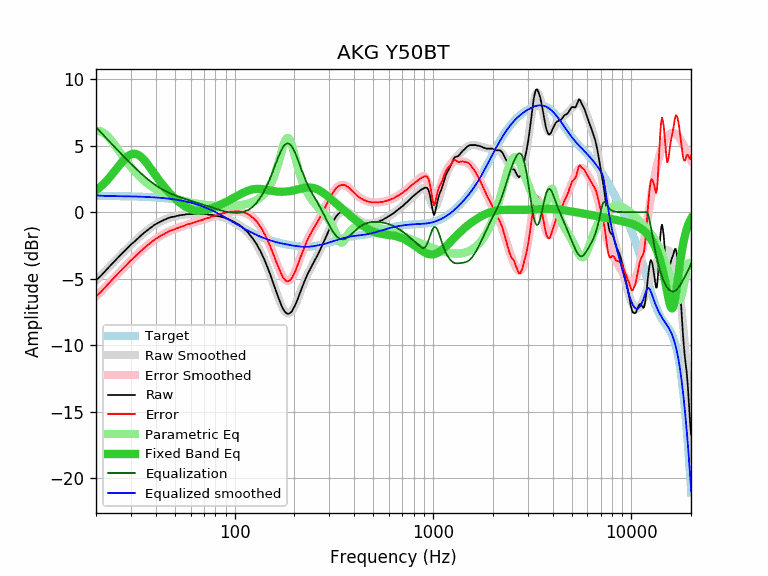 AKG Y50BT
10
5
0
−5
−10
−15
−20
Amplitude (dBr)
Target
Raw Smoothed
Error Smoothed
Raw
Error
Parametric Eq
Fixed Band Eq
Equalization
Equalized smoothed
100
1000
10000
Frequency (Hz)